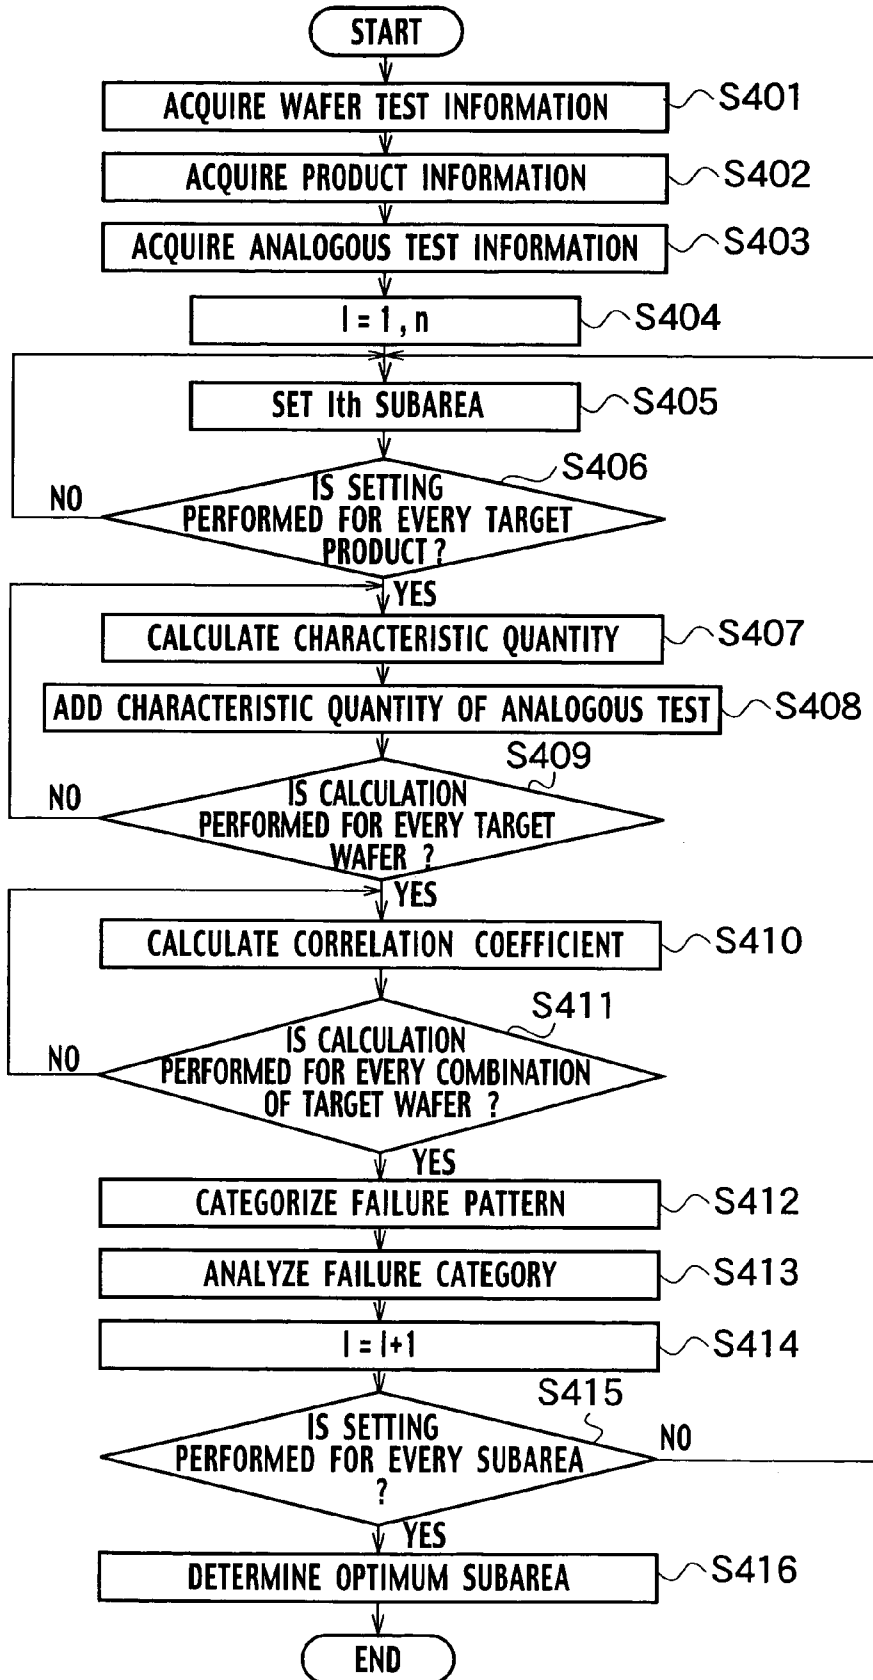 START
ACQUIRE WAFER TEST INFORMATION
S401
ACQUIRE PRODUCT INFORMATION
S402
ACQUIRE ANALOGOUS TEST INFORMATION
S403
I = 1 , n
S404
SET Ith SUBAREA
S405
S406
IS SETTING
PERFORMED FOR EVERY TARGET
PRODUCT ?
NO
YES
CALCULATE CHARACTERISTIC QUANTITY
S407
ADD CHARACTERISTIC QUANTITY OF ANALOGOUS TEST
S408
S409
IS CALCULATION
PERFORMED FOR EVERY TARGET
WAFER ?
NO
YES
CALCULATE CORRELATION COEFFICIENT
S410
S411
IS CALCULATION
PERFORMED FOR EVERY COMBINATION
OF TARGET WAFER ?
NO
YES
CATEGORIZE FAILURE PATTERN
S412
ANALYZE FAILURE CATEGORY
S413
I = I+1
S414
S415
IS SETTING
PERFORMED FOR EVERY SUBAREA
?
NO
YES
DETERMINE OPTIMUM SUBAREA
S416
END